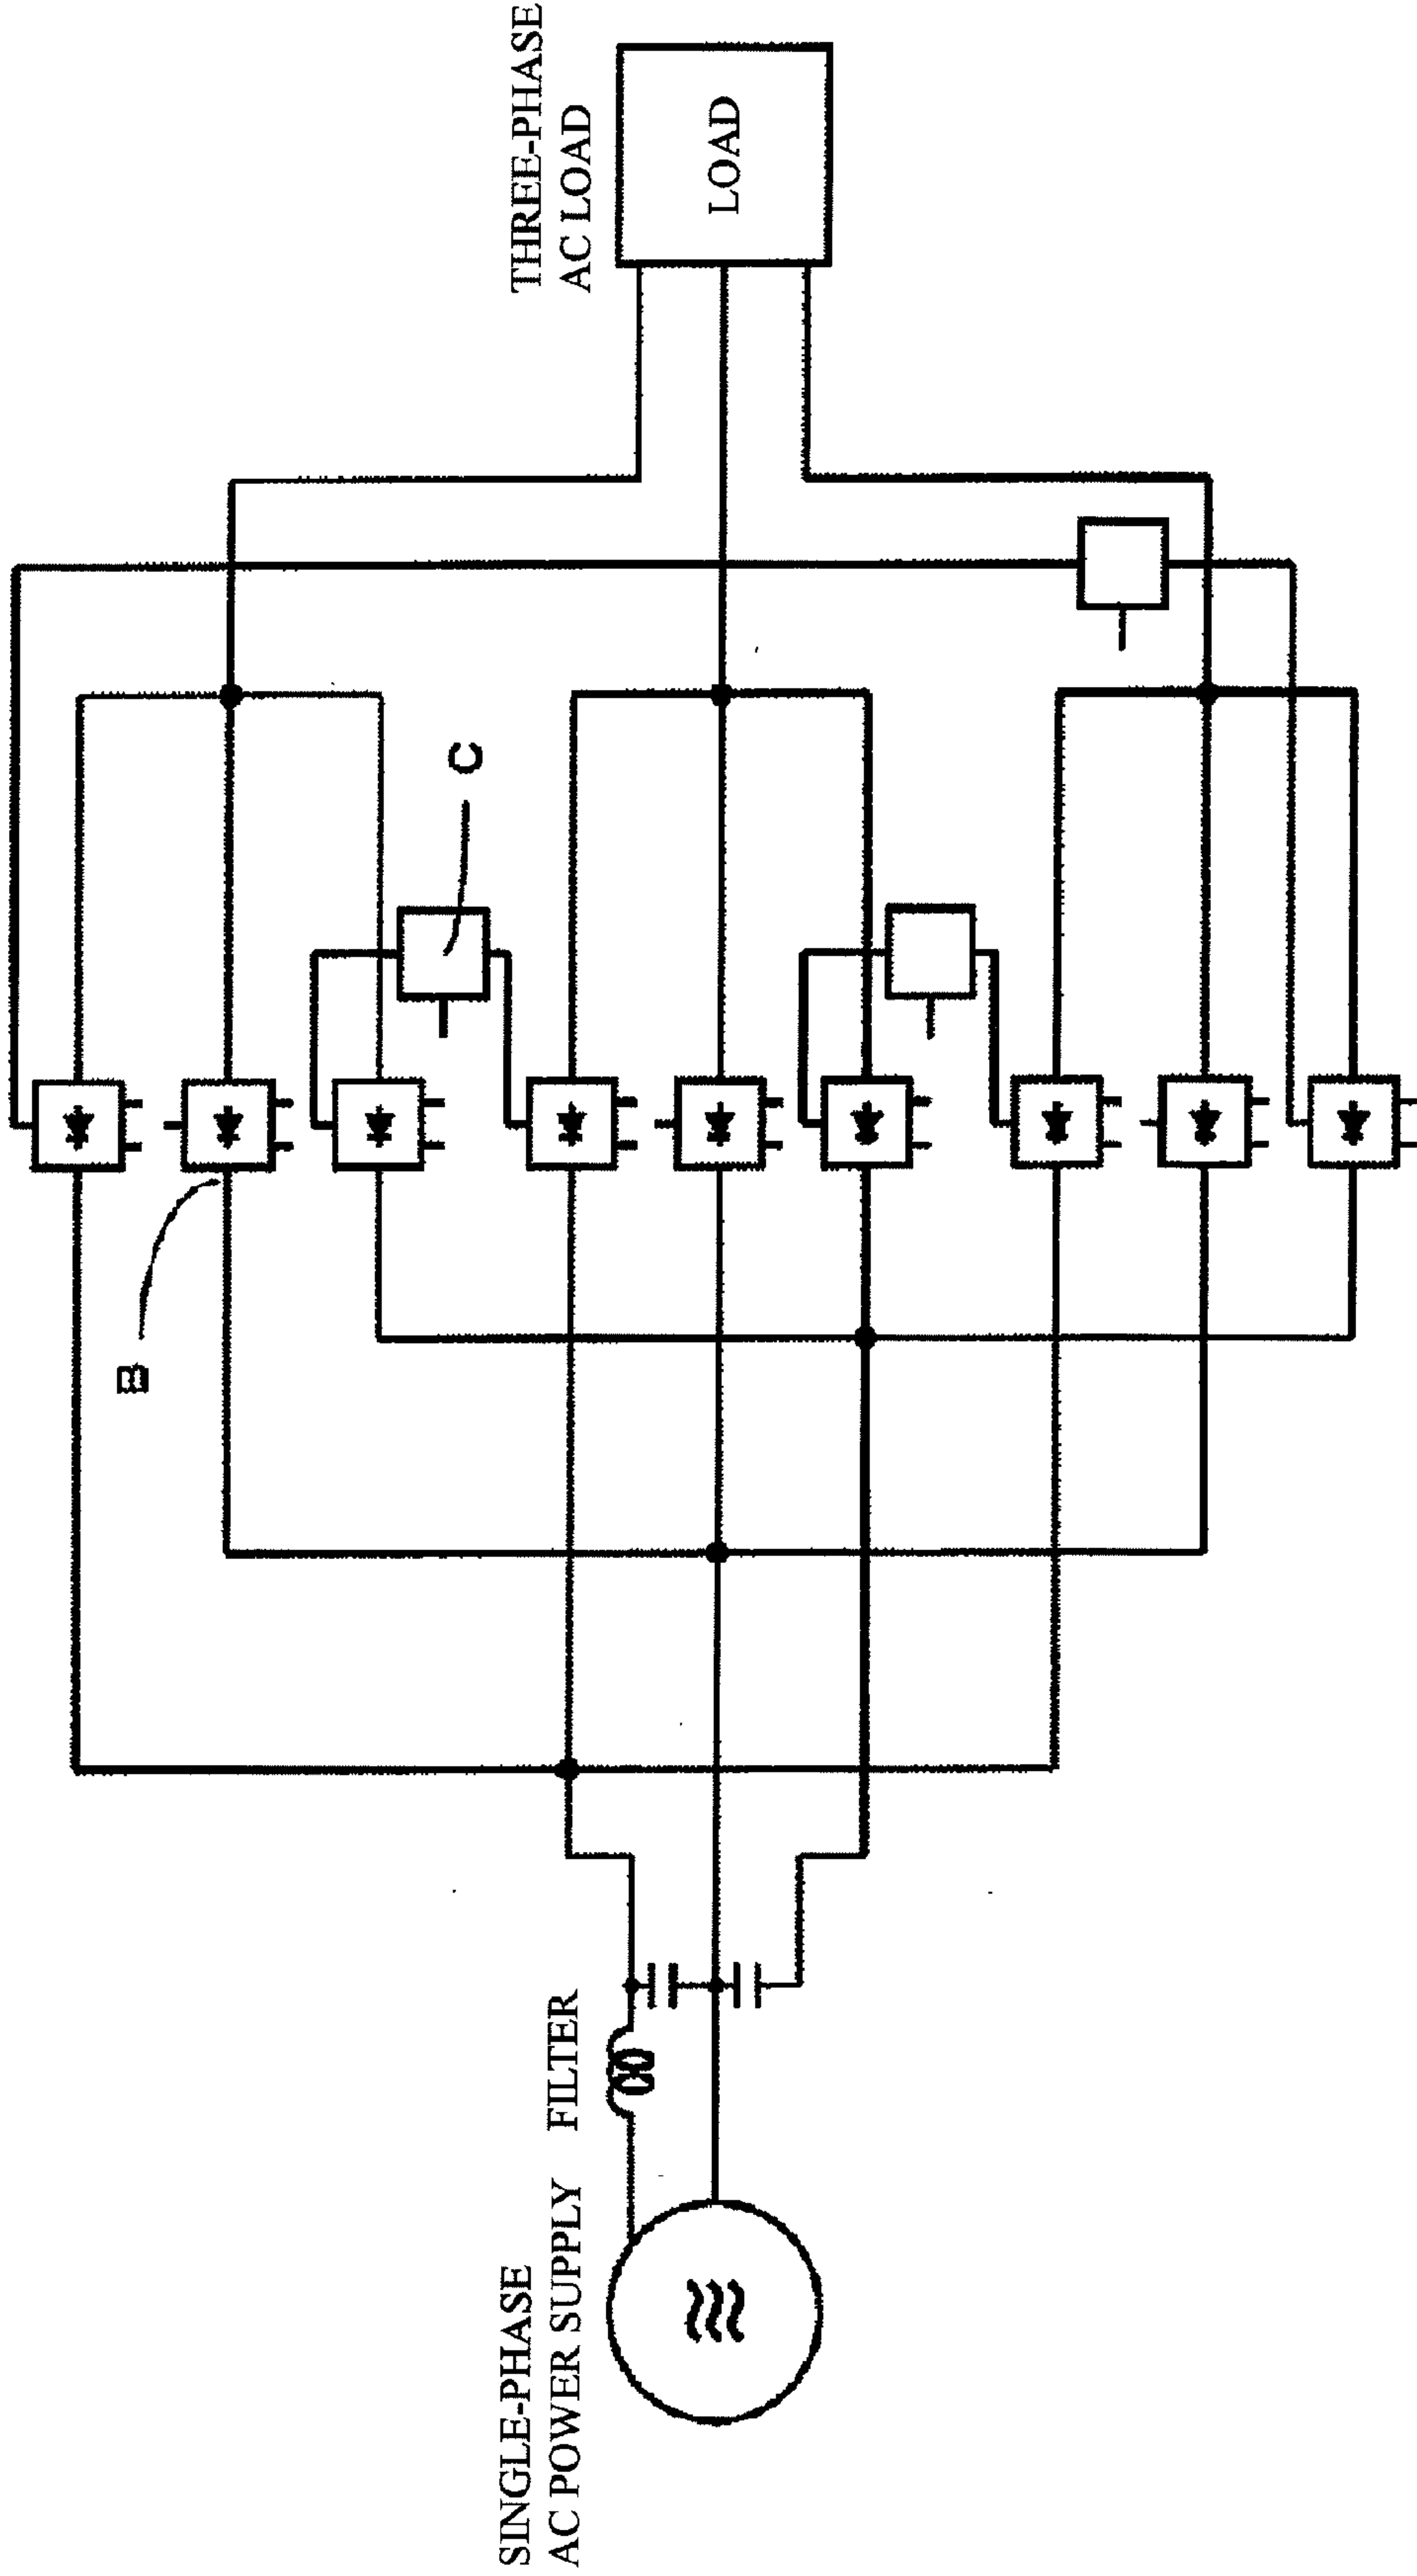 THREE-PHASE
AC LOAD
LOAD
C
B
SINGLE-PHASE
AC POWER SUPPLY
FILTER